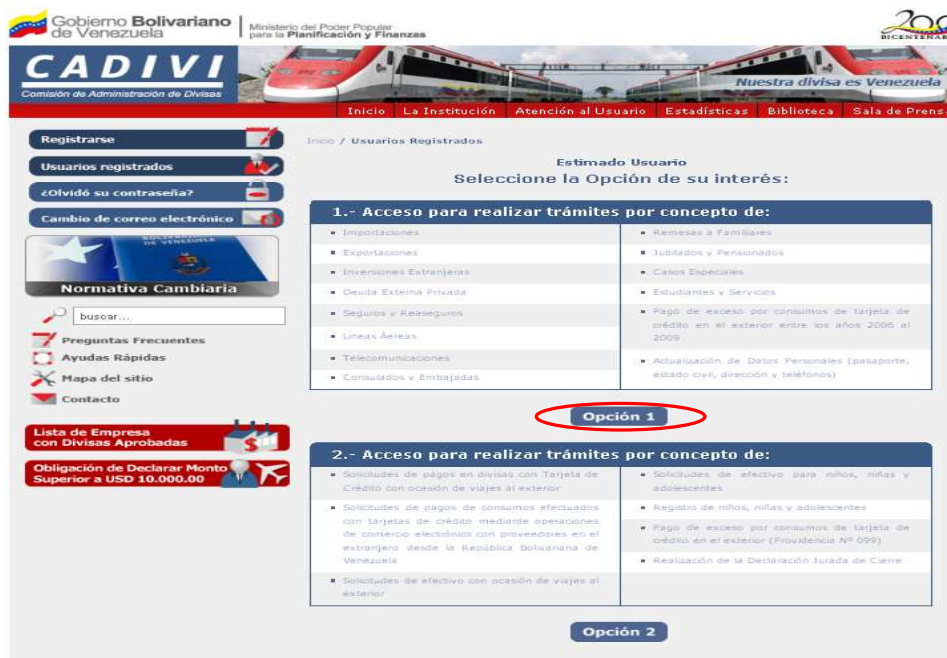 Gobierno Bolivariano
de Venezuela
Ministerio del Poder Popular
para la Planificación y Finanzas
200
BICENTENAR
CADIVI
Comisión de Administración de Divisas
Nuestra divisa es Venezuela
Inicio La Institución Atención al Usuario Estadísticas Biblioteca Sala de Prensa
Registrarse
Usuarios registrados
¿Olvidó su contraseña?
Cambio de correo electrónico
DE VENEZUELA
Normativa Cambiaria
buscar...
Preguntas Frecuentes
Ayudas Rápidas
Mapa del sitio
Contacto
Lista de Empresa
con Divisas Aprobadas
Obligación de Declarar Monto
Superior a USD 10.000.00
Inicio / Usuarios Registrados
Estimado Usuario
Seleccione la Opción de su interés:
1.- Acceso para realizar trámites por concepto de:
Importaciones
Exportaciones
Inversiones Extranjeras
Deuda Externa Privada
Seguros y Reaseguros
Líneas Aéreas
Telecomunicaciones
Consulados y Embajadas
Remesas a Familiares
Jubilados y Pensionados
Casos Especiales
Estudiantes y Servicios
Pago de exceso por consumos de tarjeta de
crédito en el exterior entre los años 2006 al
2009
Actualización de Datos Personales (pasaporte,
estado civil, dirección y teléfonos)
Opción 1
2.- Acceso para realizar trámites por concepto de:
Solicitudes de pagos en divisas con Tarjeta de
Crédito con ocasión de viajes al exterior
Solicitudes de pagos de consumos efectuados
con tarjetas de crédito mediante operaciones
de comercio electrónico con proveedores en el
extranjero desde la República Bolivariana de
Venezuela
Solicitudes de efectivo con ocasión de viajes al
exterior
Solicitudes de efectivo para niños, niñas y
adolescentes
Registro de niños, niñas y adolescentes
Pago de exceso por consumos de tarjeta de
crédito en el exterior (Providencia Nº 099)
Realización de la Declaración Jurada de Cierre
Opción 2